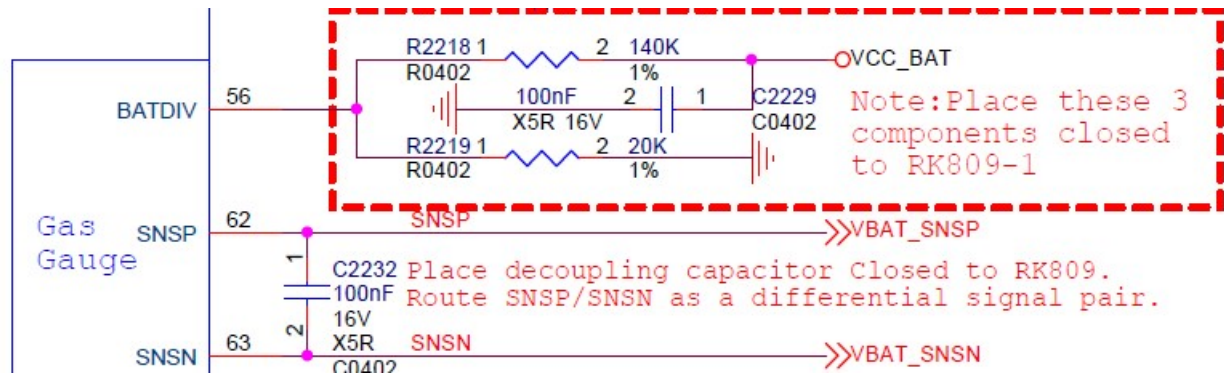 R2218 1 2 140K
R0402 1%
VCC_BAT
BATDIV 56
100nF 2 1 C2229
X5R 16V C0402
Note:Place these 3
components closed
to RK809-1
R2219 1 2 20K
R0402 1%
Gas
Gauge
SNSP 62 SNSP VBAT_SNSP
1
C2232 Place decoupling capacitor Closed to RK809.
100nF Route SNSP/SNSN as a differential signal pair.
16V
2
X5R
SNSN 63 SNSN VBAT_SNSN
C0402